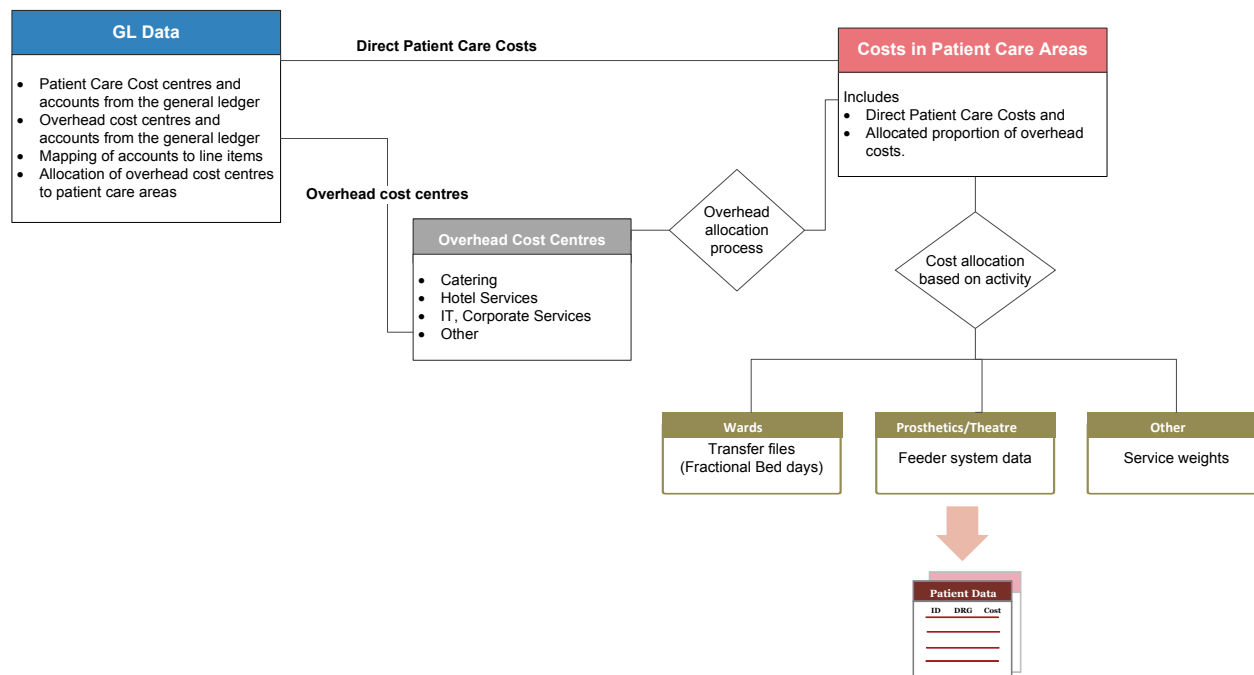 GL Data
• Patient Care Cost centres and
accounts from the general ledger
• Overhead cost centres and
accounts from the general ledger
• Mapping of accounts to line items
• Allocation of overhead cost centres
to patient care areas
Direct Patient Care Costs
Overhead cost centres
Costs in Patient Care Areas
Includes
• Direct Patient Care Costs and
• Allocated proportion of overhead
costs.
Overhead Cost Centres
• Catering
• Hotel Services
• IT, Corporate Services
• Other
Overhead
allocation
process
Cost allocation
based on activity
Wards
Transfer files
(Fractional Bed days)
Prosthetics/Theatre
Feeder system data
Other
Service weights
Patient Data
ID DRG Cost